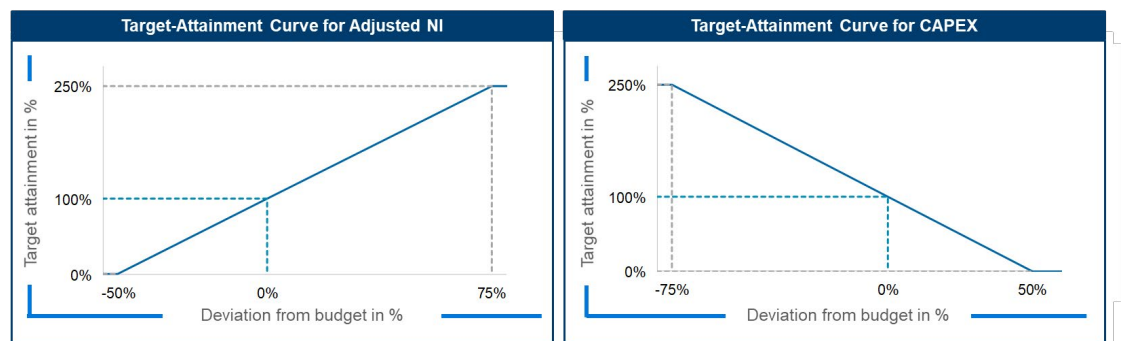 Target-Attainment Curve for Adjusted NI
Target attainment in %
250%
100%
0%
-50% 0% 75%
Deviation from budget in %
Target-Attainment Curve for CAPEX
Target attainment in %
250%
100%
0%
-75% 0% 50%
Deviation from budget in %